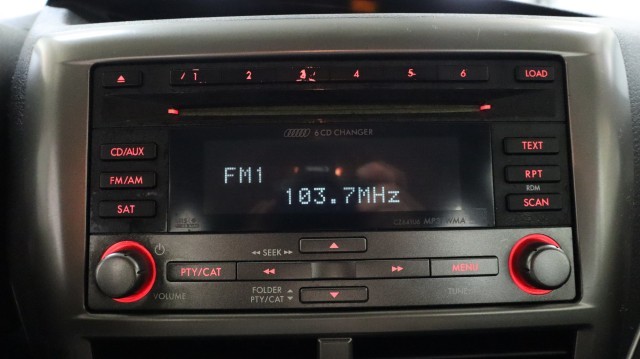 1 2 3 4 5 6 LOAD
6 CD CHANGER
CD/AUX TEXT
FM/AM FM1 RPT
RDM
SAT 103.7MHz SCAN
SEEK
PTY/CAT MENU
VOLUME FOLDER TUNE
PTY/CAT